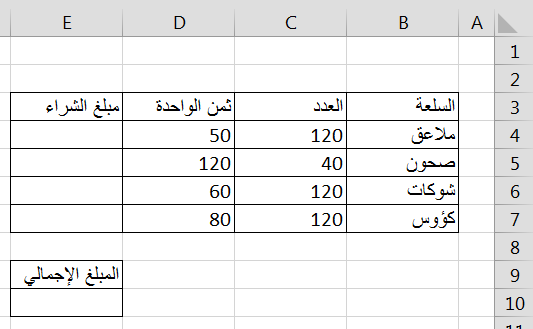 A B C D E
1
2
3 السلعة العدد ثمن الواحدة مبلغ الشراء
4 ملاعق 120 50
5 صحون 40 120
6 شوكات 120 60
7 كؤوس 120 80
8
9 المبلغ الإجمالي
10
11